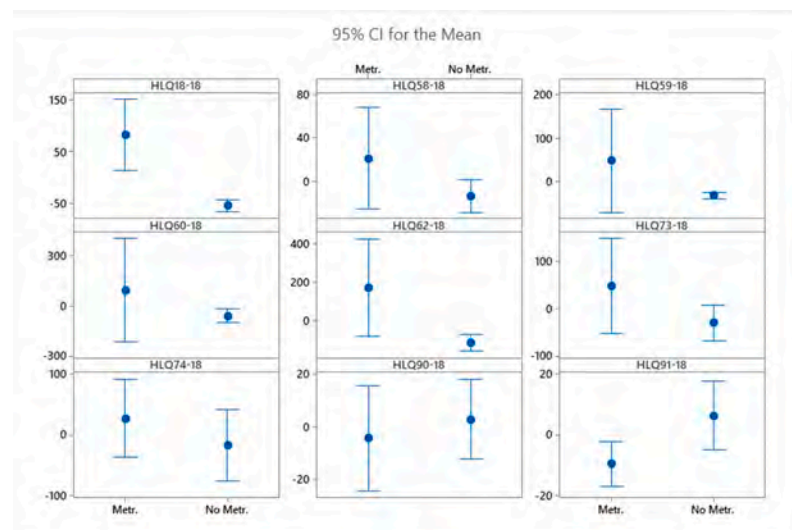 95% CI for the Mean
Metr. No Metr.
HLQ18-18 HLQ58-18 HLQ59-18
150 80 200
50 40 100
-50 0 0
HLQ60-18 HLQ62-18 HLQ73-18
300 400 100
0 200 0
-300 0 -100
HLQ74-18 HLQ90-18 HLQ91-18
100 20 20
0 0 0
-100 -20 -20
Metr. No Metr. Metr. No Metr.